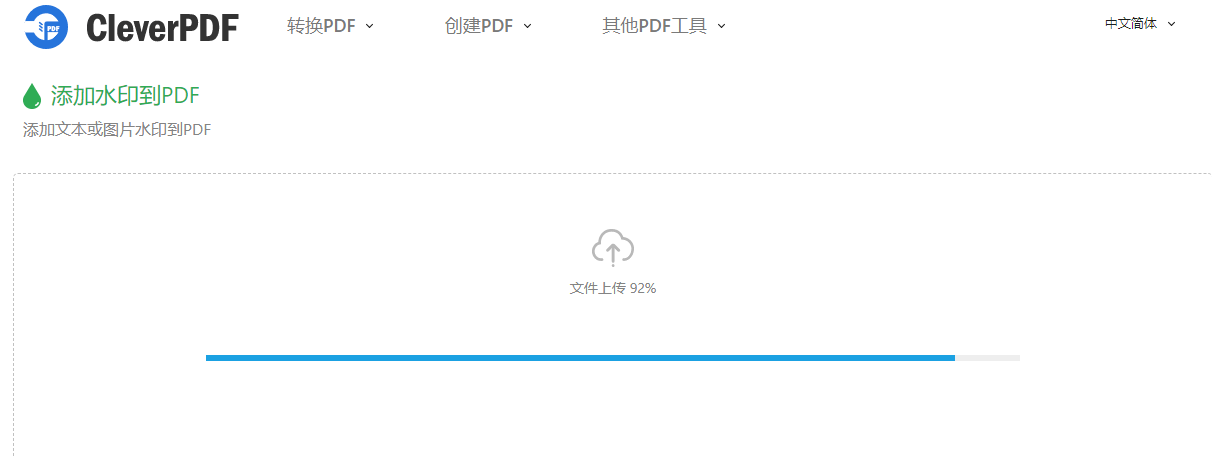 CleverPDF 转换PDF 创建PDF 其他PDF工具 中文简体
添加水印到PDF
添加文本或图片水印到PDF
文件上传 92%